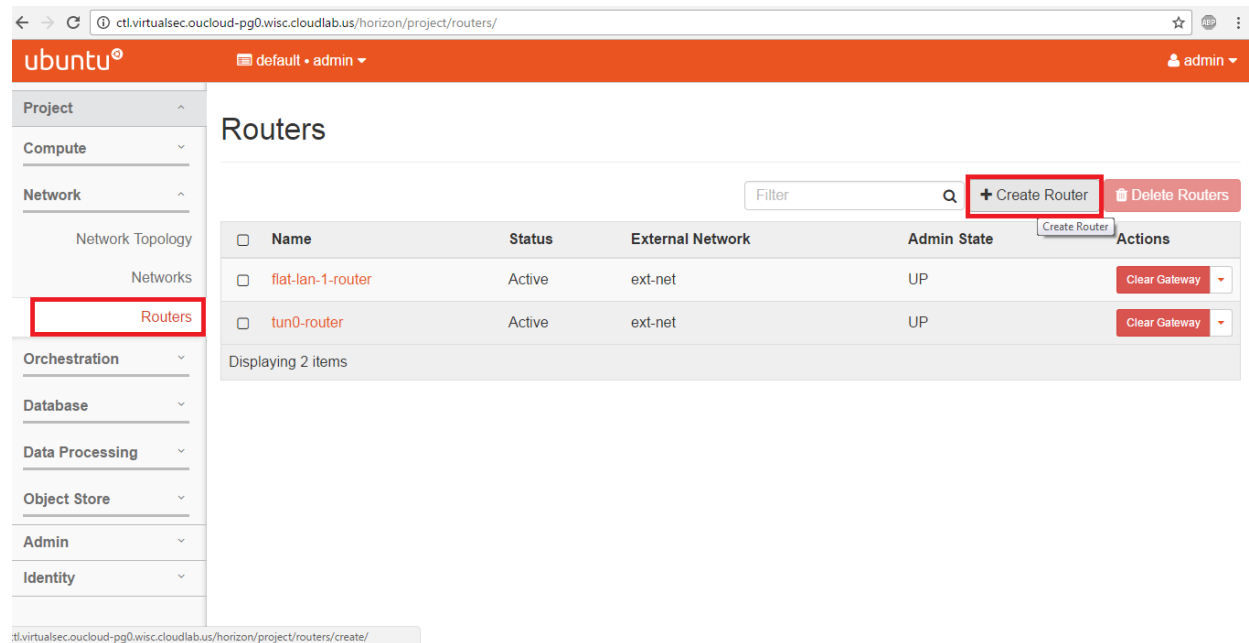 ctl.virtualsec.oucloud-pg0.wisc.cloudlab.us/horizon/project/routers/
ABP
ubuntu
default • admin
admin
Project
Compute
Network
Network Topology
Networks
Routers
Orchestration
Database
Data Processing
Object Store
Admin
Identity
Routers
Filter
+ Create Router
Delete Routers
Create Router
Name Status External Network Admin State Actions
flat-lan-1-router Active ext-net UP Clear Gateway
tun0-router Active ext-net UP Clear Gateway
Displaying 2 items
tl.virtualsec.oucloud-pg0.wisc.cloudlab.us/horizon/project/routers/create/